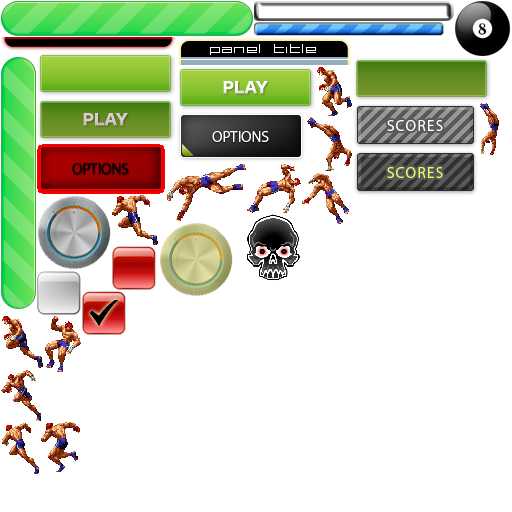 8
panel title
PLAY
PLAY
OPTIONS
SCORES
OPTIONS
SCORES